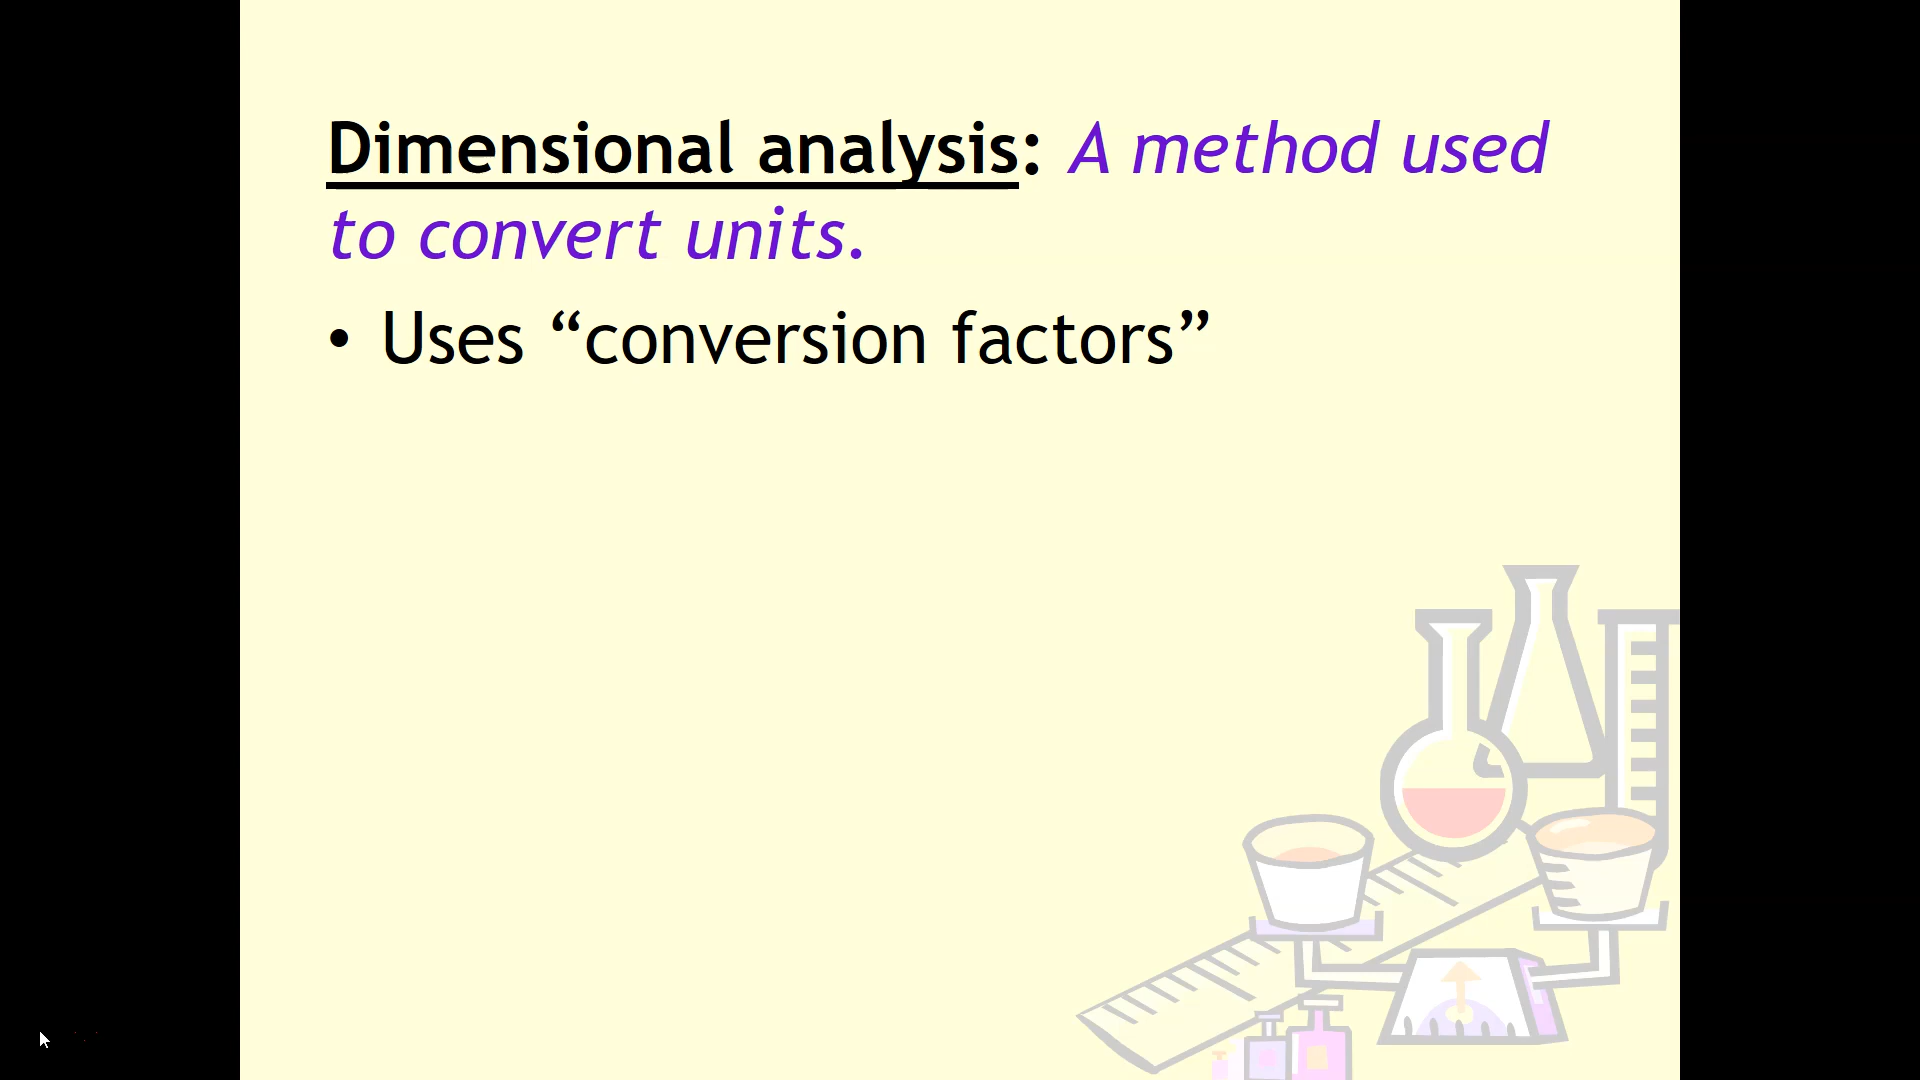 Dimensional analysis: A method used
to convert units.
• Uses “conversion factors”